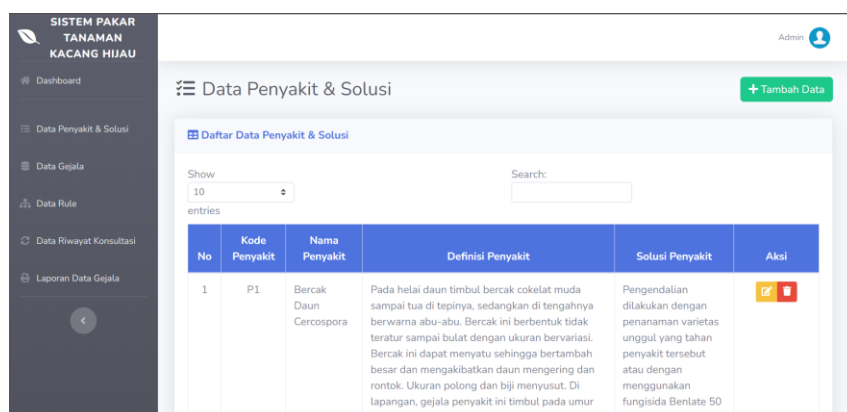 SISTEM PAKAR
TANAMAN
KACANG HIJAU
Admin
Dashboard
Data Penyakit & Solusi
Data Gejala
Data Rule
Data Riwayat Konsultasi
Laporan Data Gejala
Data Penyakit & Solusi
Tambah Data
Daftar Data Penyakit & Solusi
Show
10
entries
Search:
No
Kode
Penyakit
Nama
Penyakit
Definisi Penyakit
Solusi Penyakit
Aksi
1
P1
Bercak
Daun
Cercospora
Pada helai daun timbul bercak cokelat muda
sampai tua di tepinya, sedangkan di tengahnya
berwarna abu-abu. Bercak ini berbentuk tidak
teratur sampai bulat dengan ukuran bervariasi.
Bercak ini dapat menyatu sehingga bertambah
besar dan mengakibatkan daun mengering dan
rontok. Ukuran polong dan biji menyusut. Di
lapangan, gejala penyakit ini timbul pada umur
Pengendalian
dilakukan dengan
penanaman varietas
unggul yang tahan
penyakit tersebut
atau dengan
menggunakan
fungisida Benlate 50